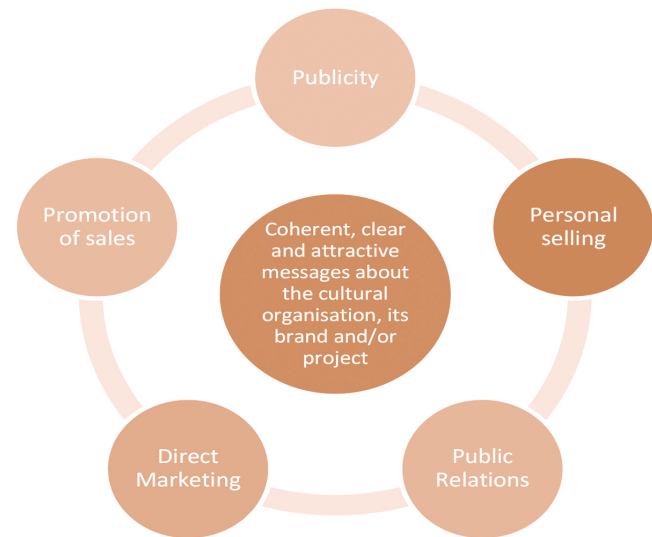 Publicity
Promotion
of sales
Personal
selling
Coherent, clear
and attractive
messages about
the cultural
organisation, its
brand and/or
project
Direct
Marketing
Public
Relations